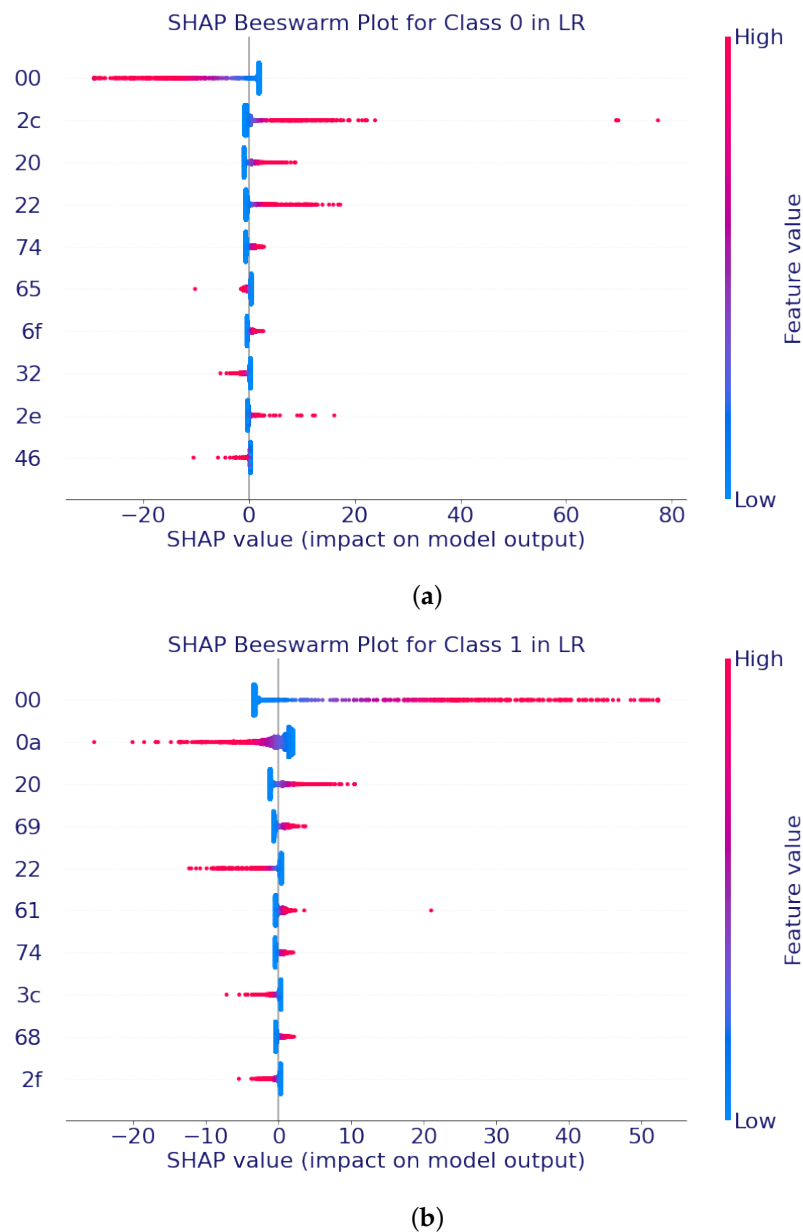 SHAP Beeswarm Plot for Class 0 in LR
High
00
2c
20
22
74
65
6f
32
2e
46
Feature value
Low
−20 0 20 40 60 80
SHAP value (impact on model output)
(a)
SHAP Beeswarm Plot for Class 1 in LR
High
00
0a
20
69
22
61
74
3c
68
2f
Feature value
Low
−20 −10 0 10 20 30 40 50
SHAP value (impact on model output)
(b)